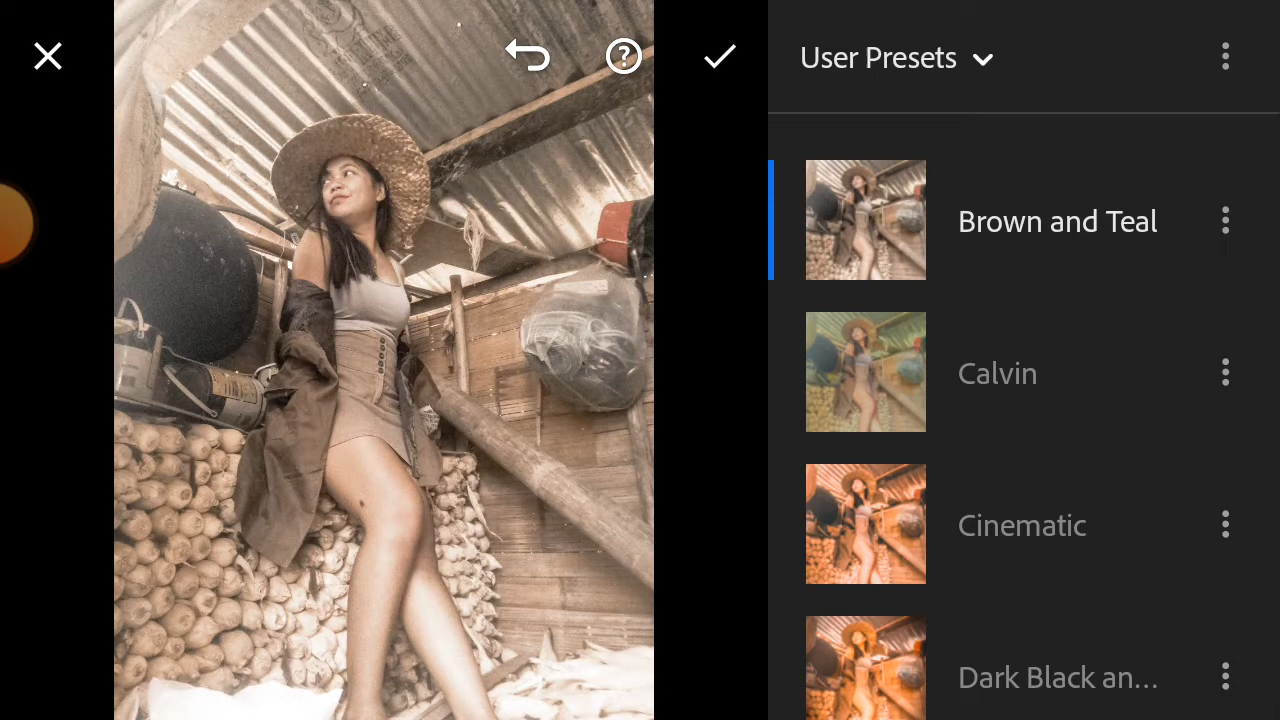 User Presets
Brown and Teal
Calvin
Cinematic
Dark Black an...